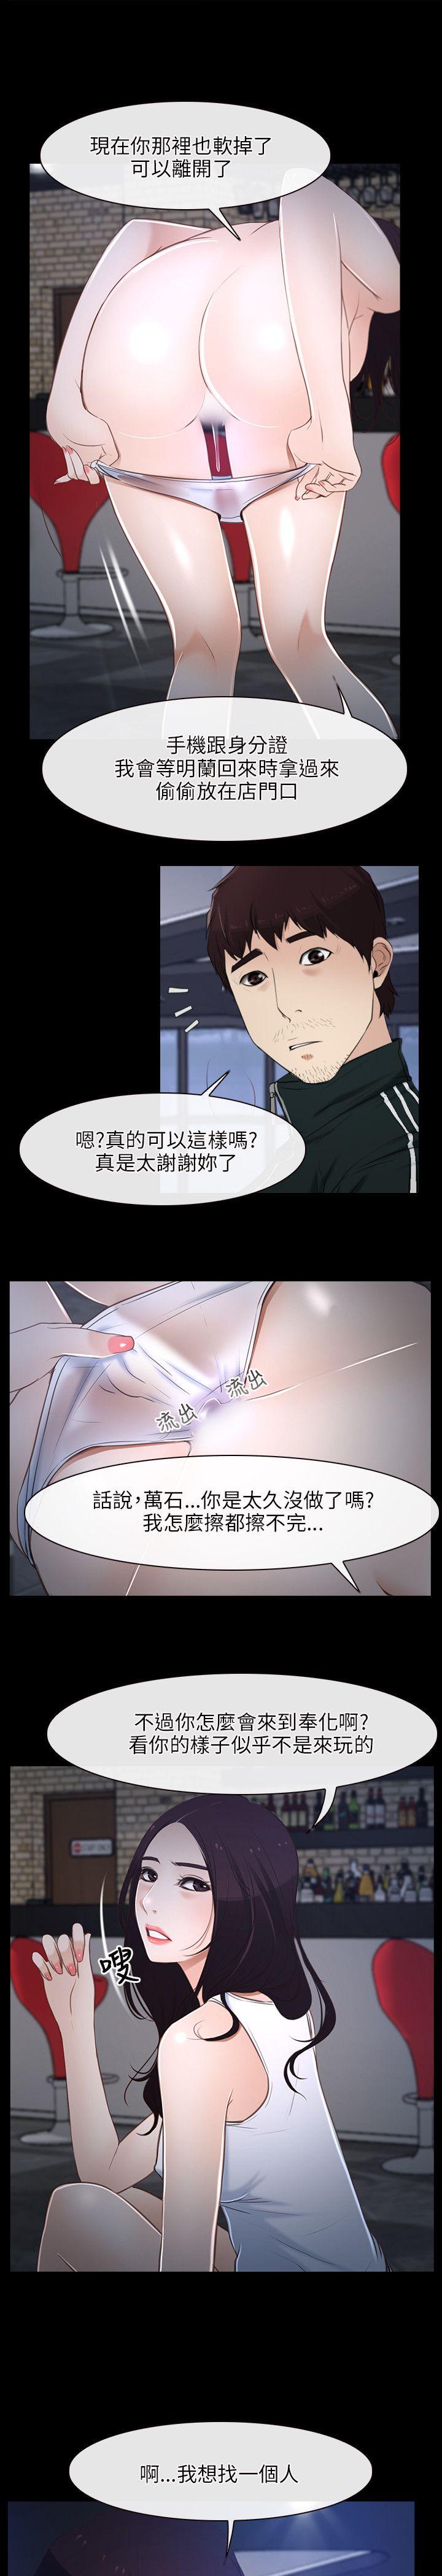 現在你那裡也軟掉了
可以離開了
手機跟身分證
我會等明蘭回來時拿過來
偷偷放在店門口
嗯?真的可以這樣嗎?
真是太謝謝妳了
流出
流出
話說，萬石...你是太久沒做了嗎?
我怎麼擦都擦不完...
不過你怎麼會來到奉化啊?
看你的樣子似乎不是來玩的
嗖
啊...我想找一個人